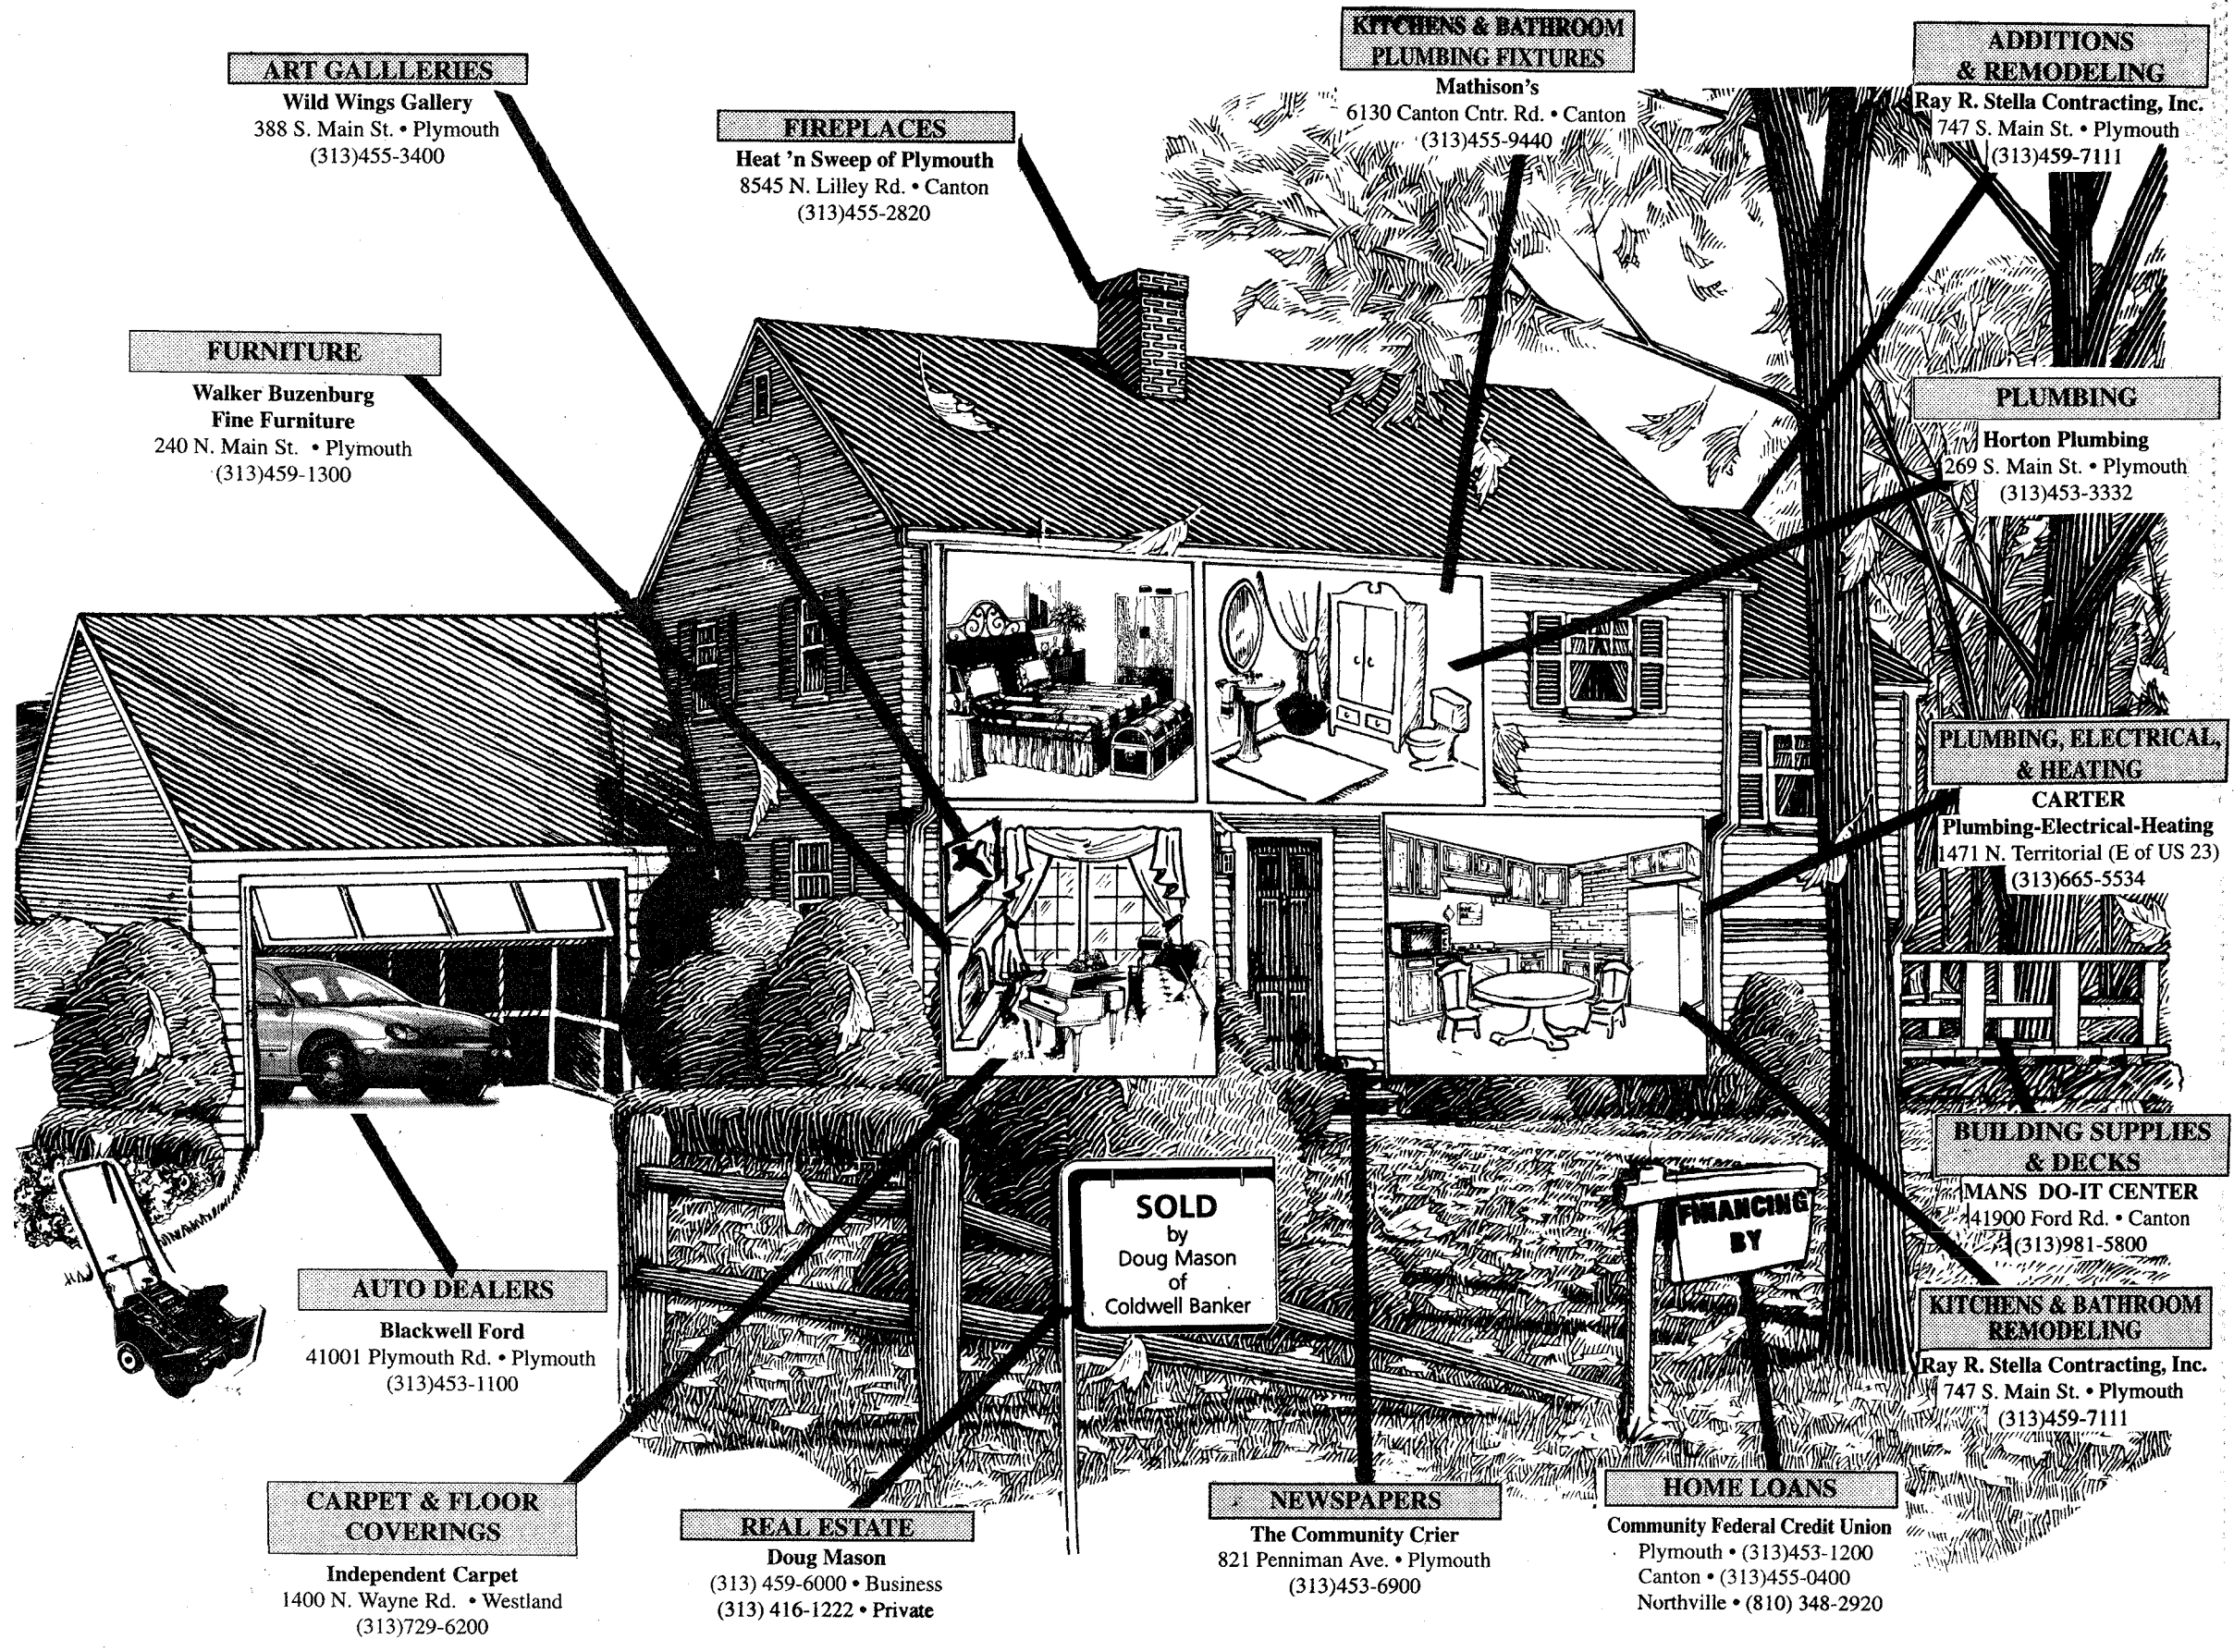 ART GALLLERIES
Wild Wings Gallery
388 S. Main St. • Plymouth
(313)455-3400
FIREPLACES
Heat 'n Sweep of Plymouth
8545 N. Lilley Rd. • Canton
(313)455-2820
KITCHENS & BATHROOM
PLUMBING FIXTURES
Mathison's
6130 Canton Cntr. Rd. • Canton
(313)455-9440
ADDITIONS
& REMODELING
Ray R. Stella Contracting, Inc.
747 S. Main St. • Plymouth
(313)459-7111
FURNITURE
Walker Buzenburg
Fine Furniture
240 N. Main St. • Plymouth
(313)459-1300
PLUMBING
Horton Plumbing
269 S. Main St. • Plymouth
(313)453-3332
PLUMBING, ELECTRICAL,
& HEATING
CARTER
Plumbing-Electrical-Heating
1471 N. Territorial (E of US 23)
(313)665-5534
BUILDING SUPPLIES
& DECKS
MANS DO-IT CENTER
41900 Ford Rd. • Canton
(313)981-5800
KITCHENS & BATHROOM
REMODELING
Ray R. Stella Contracting, Inc.
747 S. Main St. • Plymouth
(313)459-7111
SOLD
by
Doug Mason
of
Coldwell Banker
FINANCING
BY
AUTO DEALERS
Blackwell Ford
41001 Plymouth Rd. • Plymouth
(313)453-1100
CARPET & FLOOR
COVERINGS
Independent Carpet
1400 N. Wayne Rd. • Westland
(313)729-6200
REAL ESTATE
Doug Mason
(313) 459-6000 • Business
(313) 416-1222 • Private
NEWSPAPERS
The Community Crier
821 Penniman Ave. • Plymouth
(313)453-6900
HOME LOANS
Community Federal Credit Union
Plymouth • (313)453-1200
Canton • (313)455-0400
Northville • (810) 348-2920